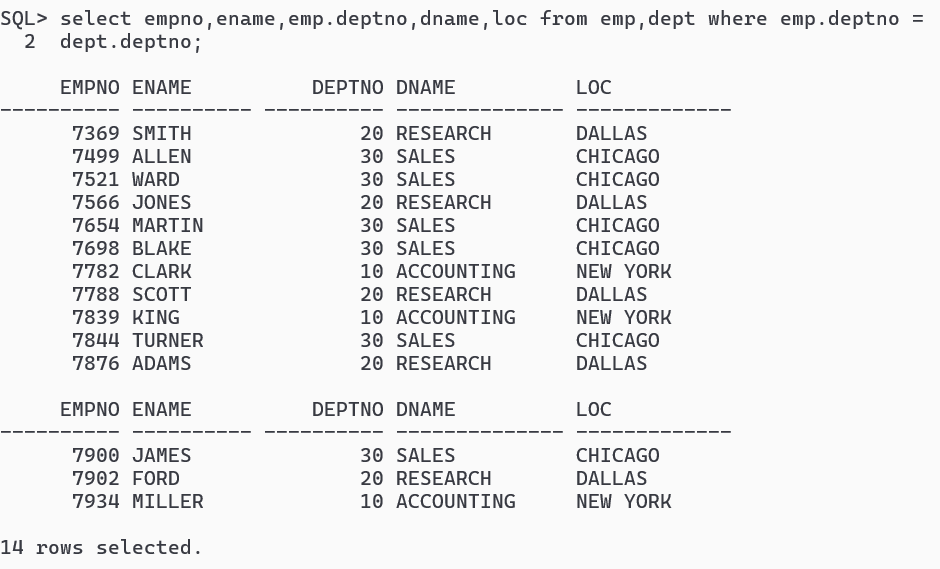 SQL> select empno,ename,emp.deptno,dname,loc from emp,dept where emp.deptno =
  2  dept.deptno;

     EMPNO ENAME          DEPTNO DNAME          LOC
---------- ---------- ---------- -------------- -------------
      7369 SMITH              20 RESEARCH       DALLAS
      7499 ALLEN              30 SALES          CHICAGO
      7521 WARD               30 SALES          CHICAGO
      7566 JONES              20 RESEARCH       DALLAS
      7654 MARTIN             30 SALES          CHICAGO
      7698 BLAKE              30 SALES          CHICAGO
      7782 CLARK              10 ACCOUNTING     NEW YORK
      7788 SCOTT              20 RESEARCH       DALLAS
      7839 KING               10 ACCOUNTING     NEW YORK
      7844 TURNER             30 SALES          CHICAGO
      7876 ADAMS              20 RESEARCH       DALLAS

     EMPNO ENAME          DEPTNO DNAME          LOC
---------- ---------- ---------- -------------- -------------
      7900 JAMES              30 SALES          CHICAGO
      7902 FORD               20 RESEARCH       DALLAS
      7934 MILLER             10 ACCOUNTING     NEW YORK

14 rows selected.